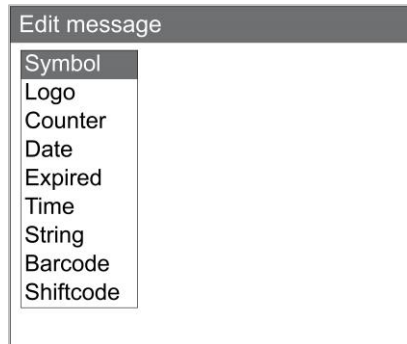 Edit message
Symbol
Logo
Counter
Date
Expired
Time
String
Barcode
Shiftcode